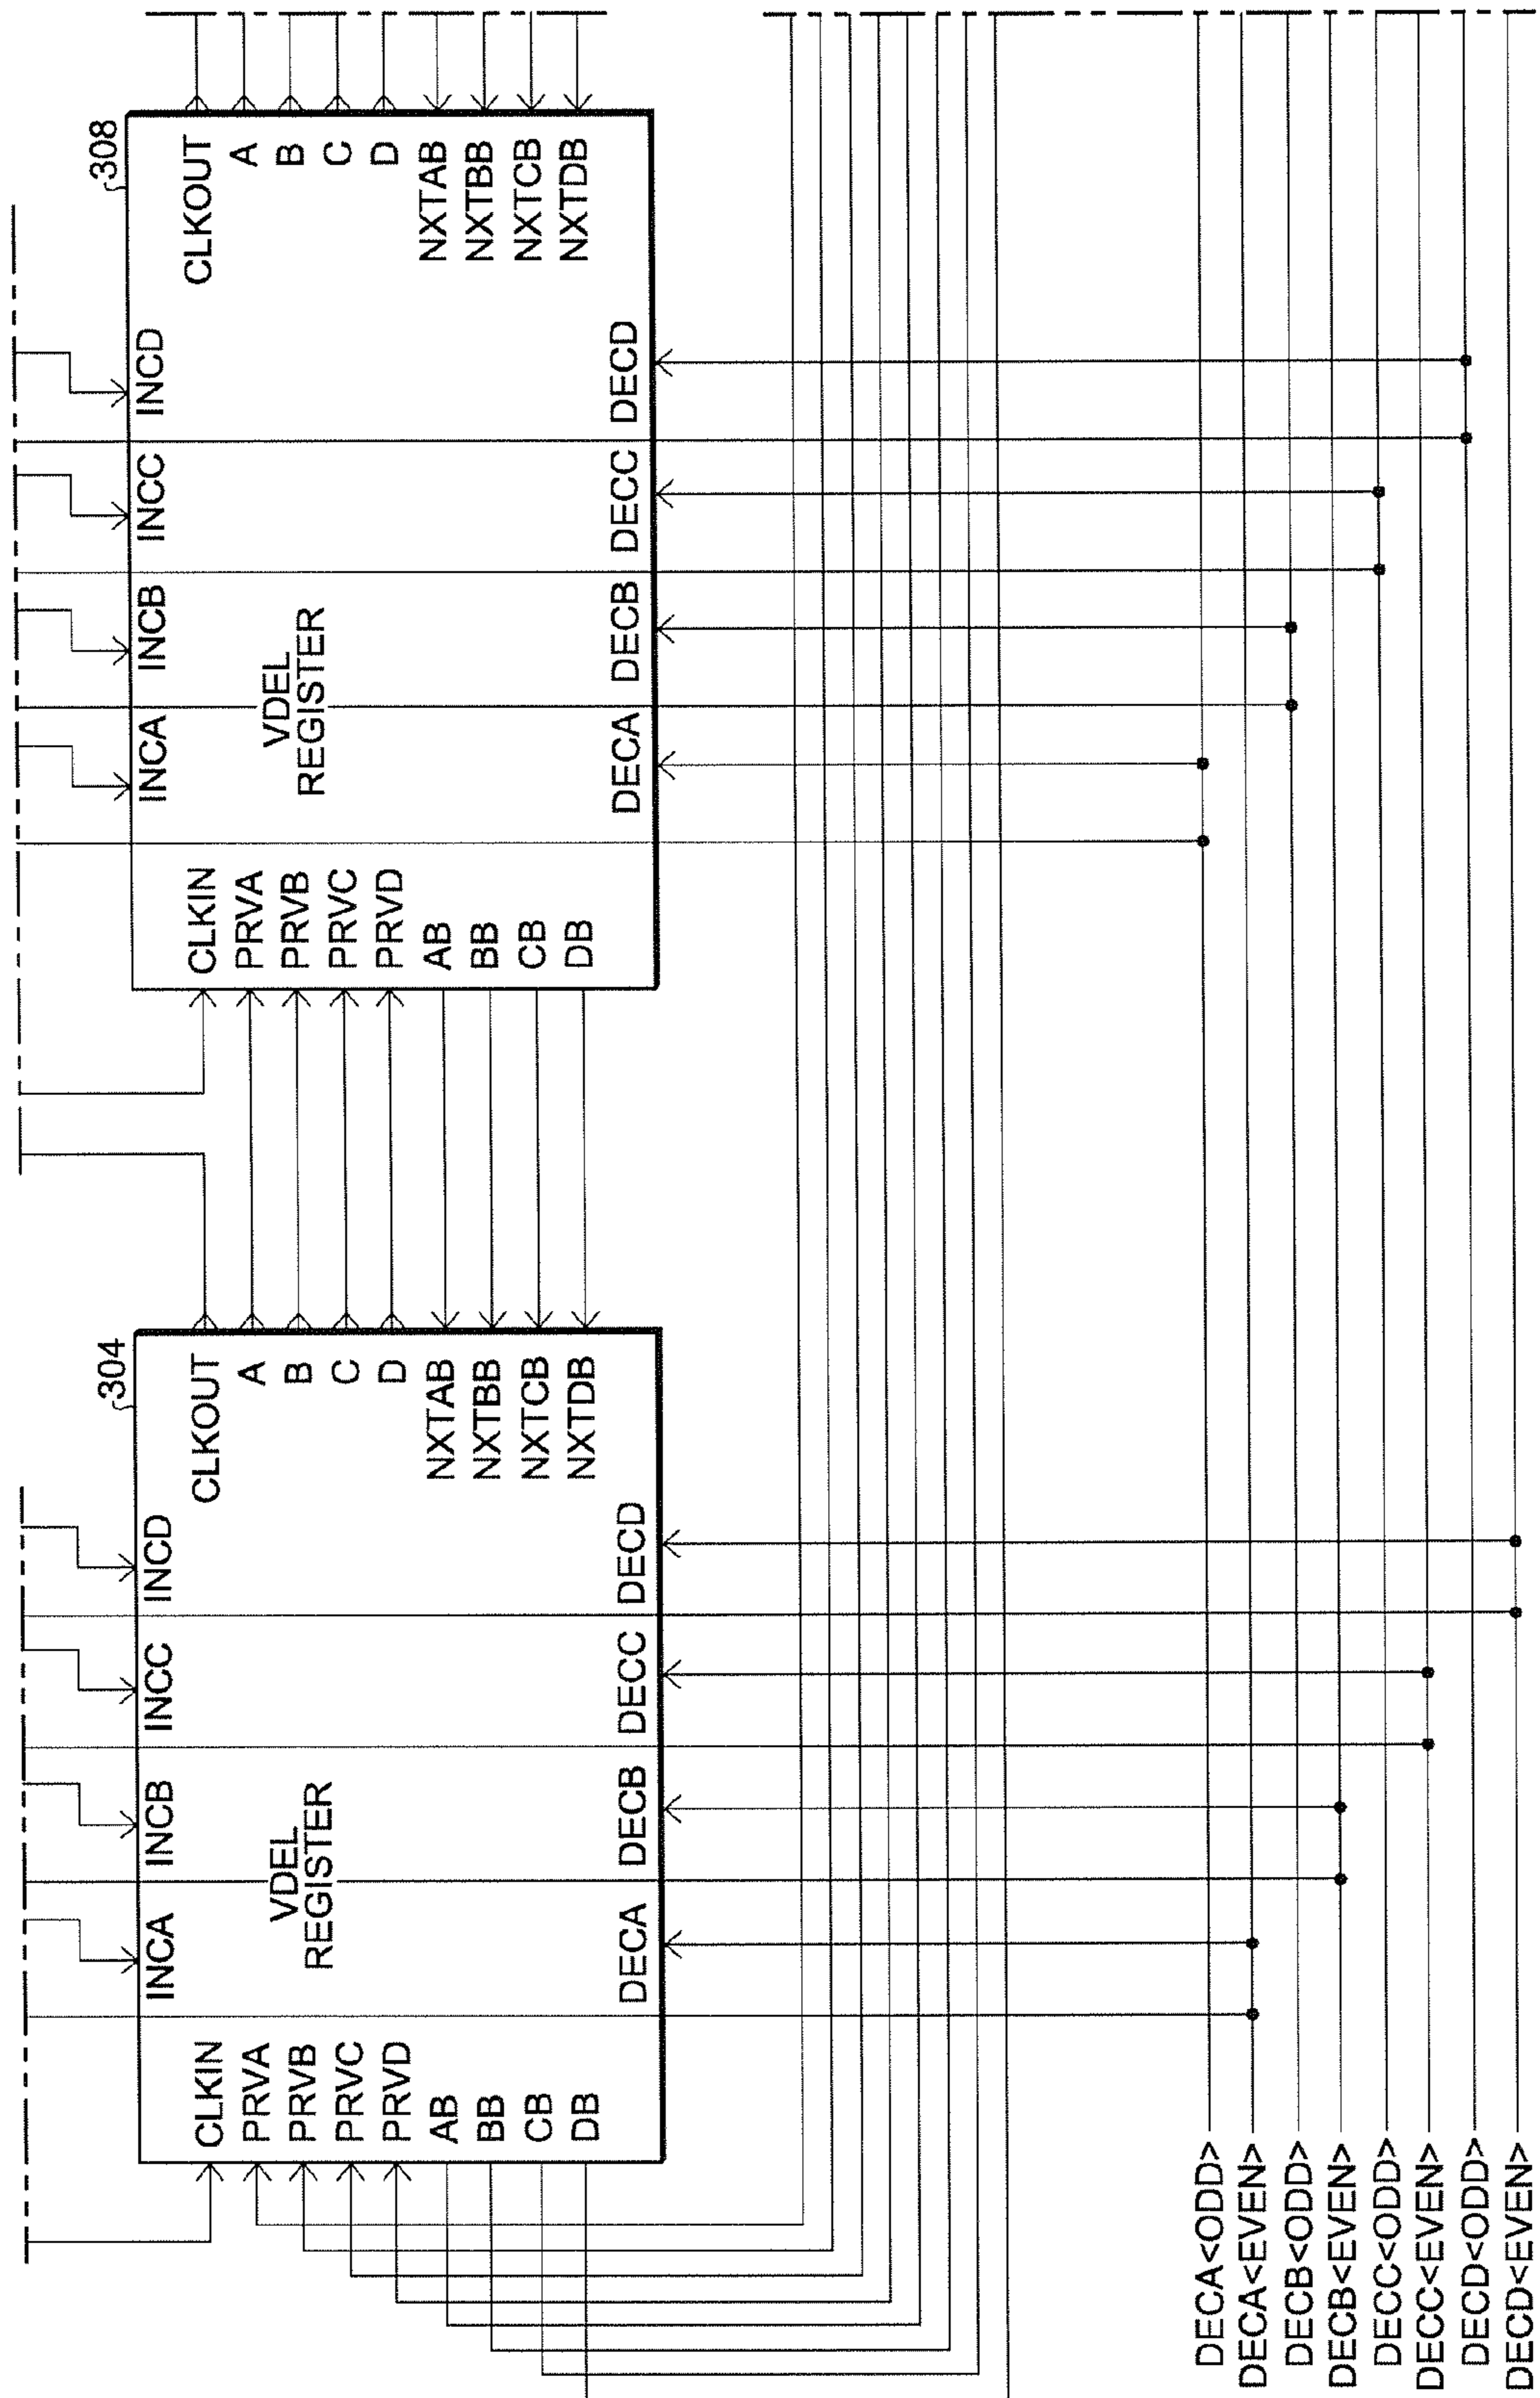 304
INCA
INCB
INCC
INCD
CLKIN
PRVA
PRVB
PRVC
PRVD
AB
BB
CB
DB
VDEL
REGISTER
CLKOUT
A
B
C
D
NXTAB
NXTBB
NXTCB
NXTDB
DECA
DECB
DECC
DECD
308
INCA
INCB
INCC
INCD
CLKIN
PRVA
PRVB
PRVC
PRVD
AB
BB
CB
DB
VDEL
REGISTER
CLKOUT
A
B
C
D
NXTAB
NXTBB
NXTCB
NXTDB
DECA
DECB
DECC
DECD
DECA<ODD>
DECA<EVEN>
DECB<ODD>
DECB<EVEN>
DECC<ODD>
DECC<EVEN>
DECD<ODD>
DECD<EVEN>